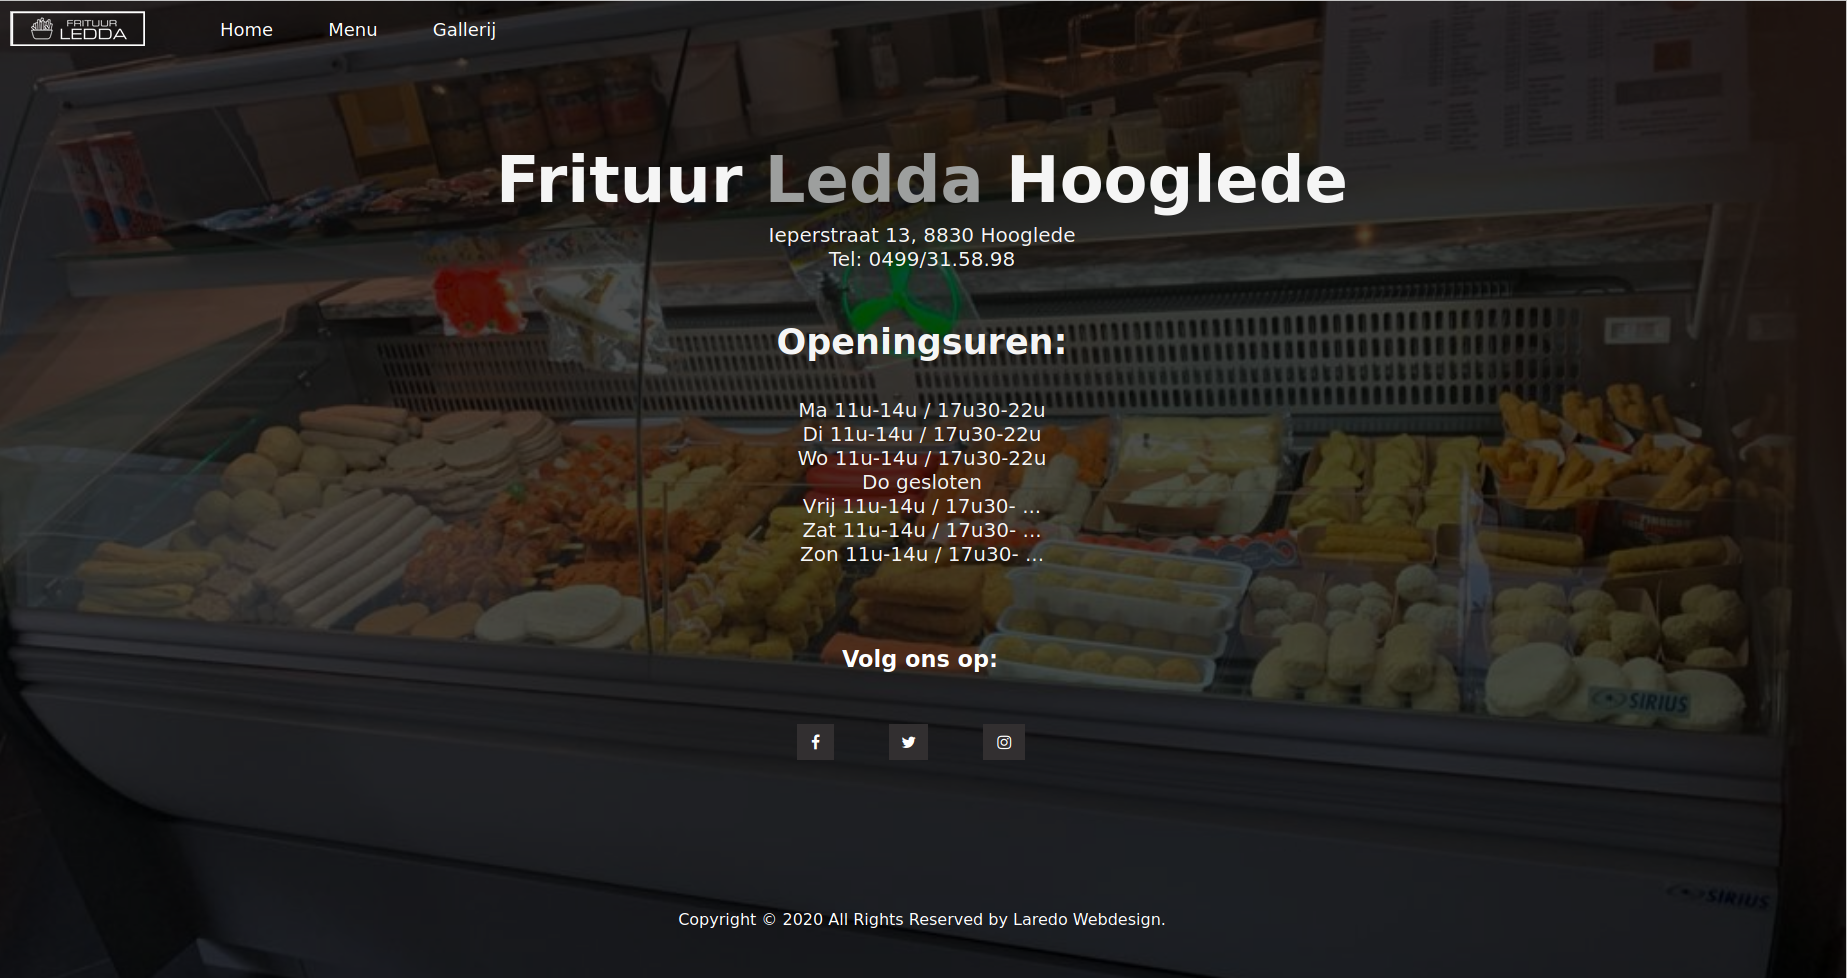 FRITUUR
LEDDA
Home
Menu
Gallerij
Frituur Ledda Hooglede
Ieperstraat 13, 8830 Hooglede
Tel: 0499/31.58.98
Openingsuren:
Ma 11u-14u / 17u30-22u
Di 11u-14u / 17u30-22u
Wo 11u-14u / 17u30-22u
Do gesloten
Vrij 11u-14u / 17u30- ...
Zat 11u-14u / 17u30- ...
Zon 11u-14u / 17u30- ...
Volg ons op:
SIRIUS
SIRIUS
Copyright © 2020 All Rights Reserved by Laredo Webdesign.